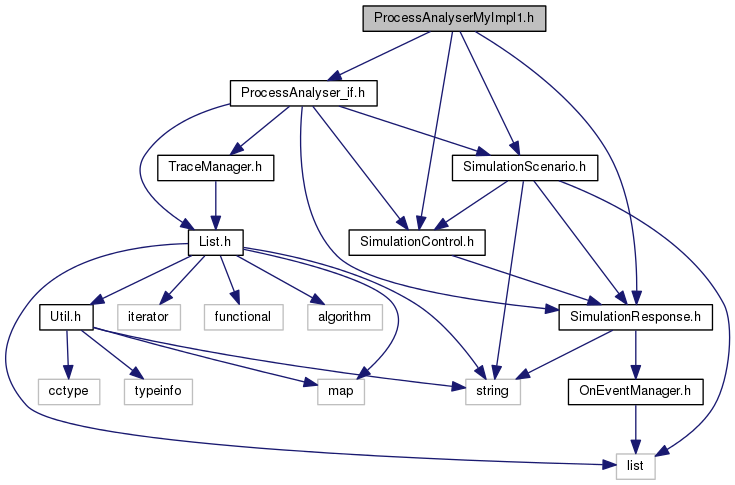 ProcessAnalyserMyImpl1.h
ProcessAnalyser_if.h
TraceManager.h
SimulationScenario.h
List.h
SimulationControl.h
Util.h
iterator
functional
algorithm
SimulationResponse.h
cctype
typeinfo
map
string
OnEventManager.h
list